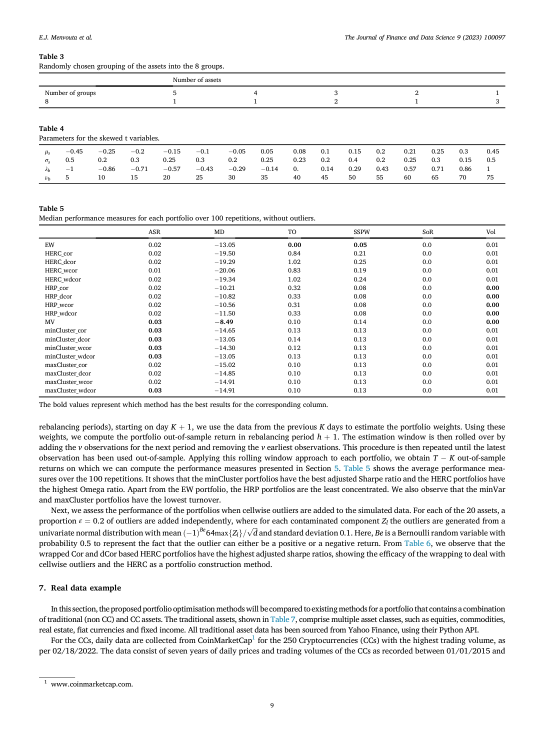 E.J. Menvouta et al.
The Journal of Finance and Data Science 9 (2023) 100097
Table 3
Randomly chosen grouping of the assets into the 8 groups.
Number of assets
Number of groups 5 4 3 2 1
8 1 1 2 1 3
Table 4
Parameters for the skewed t variables.
μs −0.45 −0.25 −0.2 −0.15 −0.1 −0.05 0.05 0.08 0.1 0.15 0.2 0.21 0.25 0.3 0.45
σs 0.5 0.2 0.3 0.25 0.3 0.2 0.25 0.23 0.2 0.4 0.2 0.25 0.3 0.15 0.5
λb −1 −0.86 −0.71 −0.57 −0.43 −0.29 −0.14 0. 0.14 0.29 0.43 0.57 0.71 0.86 1
νb 5 10 15 20 25 30 35 40 45 50 55 60 65 70 75
Table 5
Median performance measures for each portfolio over 100 repetitions, without outliers.
ASR MD TO SSPW SoR Vol
EW 0.02 −13.05 0.00 0.05 0.0 0.01
HERC_cor 0.02 −19.50 0.84 0.21 0.0 0.01
HERC_dcor 0.02 −19.29 1.02 0.25 0.0 0.01
HERC_wcor 0.01 −20.06 0.83 0.19 0.0 0.01
HERC_wdcor 0.02 −19.34 1.02 0.24 0.0 0.01
HRP_cor 0.02 −10.21 0.32 0.08 0.0 0.00
HRP_dcor 0.02 −10.82 0.33 0.08 0.0 0.00
HRP_wcor 0.02 −10.56 0.31 0.08 0.0 0.00
HRP_wdcor 0.02 −11.50 0.33 0.08 0.0 0.00
MV 0.03 −8.49 0.10 0.14 0.0 0.00
minCluster_cor 0.03 −14.65 0.13 0.13 0.0 0.01
minCluster_dcor 0.03 −13.05 0.14 0.13 0.0 0.01
minCluster_wcor 0.03 −14.30 0.12 0.13 0.0 0.01
minCluster_wdcor 0.03 −13.05 0.13 0.13 0.0 0.01
maxCluster_cor 0.02 −15.02 0.10 0.13 0.0 0.01
maxCluster_dcor 0.02 −14.85 0.10 0.13 0.0 0.01
maxCluster_wcor 0.02 −14.91 0.10 0.13 0.0 0.01
maxCluster_wdcor 0.03 −14.91 0.10 0.13 0.0 0.01
The bold values represent which method has the best results for the corresponding column.
rebalancing periods), starting on day K + 1, we use the data from the previous K days to estimate the portfolio weights. Using these
weights, we compute the portfolio out-of-sample return in rebalancing period h + 1. The estimation window is then rolled over by
adding the ν observations for the next period and removing the ν earliest observations. This procedure is then repeated until the latest
observation has been used out-of-sample. Applying this rolling window approach to each portfolio, we obtain T − K out-of-sample
returns on which we can compute the performance measures presented in Section 5. Table 5 shows the average performance mea-
sures over the 100 repetitions. It shows that the minCluster portfolios have the best adjusted Sharpe ratio and the HERC portfolios have
the highest Omega ratio. Apart from the EW portfolio, the HRP portfolios are the least concentrated. We also observe that the minVar
and maxCluster portfolios have the lowest turnover.
Next, we assess the performance of the portfolios when cellwise outliers are added to the simulated data. For each of the 20 assets, a
proportion ε = 0.2 of outliers are added independently, where for each contaminated component Zi the outliers are generated from a
univariate normal distribution with mean (−1)^Be 64max{Zi}/√d and standard deviation 0.1. Here, Be is a Bernoulli random variable with
probability 0.5 to represent the fact that the outlier can either be a positive or a negative return. From Table 6, we observe that the
wrapped Cor and dCor based HERC portfolios have the highest adjusted sharpe ratios, showing the efficacy of the wrapping to deal with
cellwise outliers and the HERC as a portfolio construction method.
7. Real data example
In this section, the proposed portfolio optimisation methods will be compared to existing methods for a portfolio that contains a combination
of traditional (non CC) and CC assets. The traditional assets, shown in Table 7, comprise multiple asset classes, such as equities, commodities,
real estate, fiat currencies and fixed income. All traditional asset data has been sourced from Yahoo Finance, using their Python API.
For the CCs, daily data are collected from CoinMarketCap1 for the 250 Cryptocurrencies (CCs) with the highest trading volume, as
per 02/18/2022. The data consist of seven years of daily prices and trading volumes of the CCs as recorded between 01/01/2015 and
1 www.coinmarketcap.com.
9